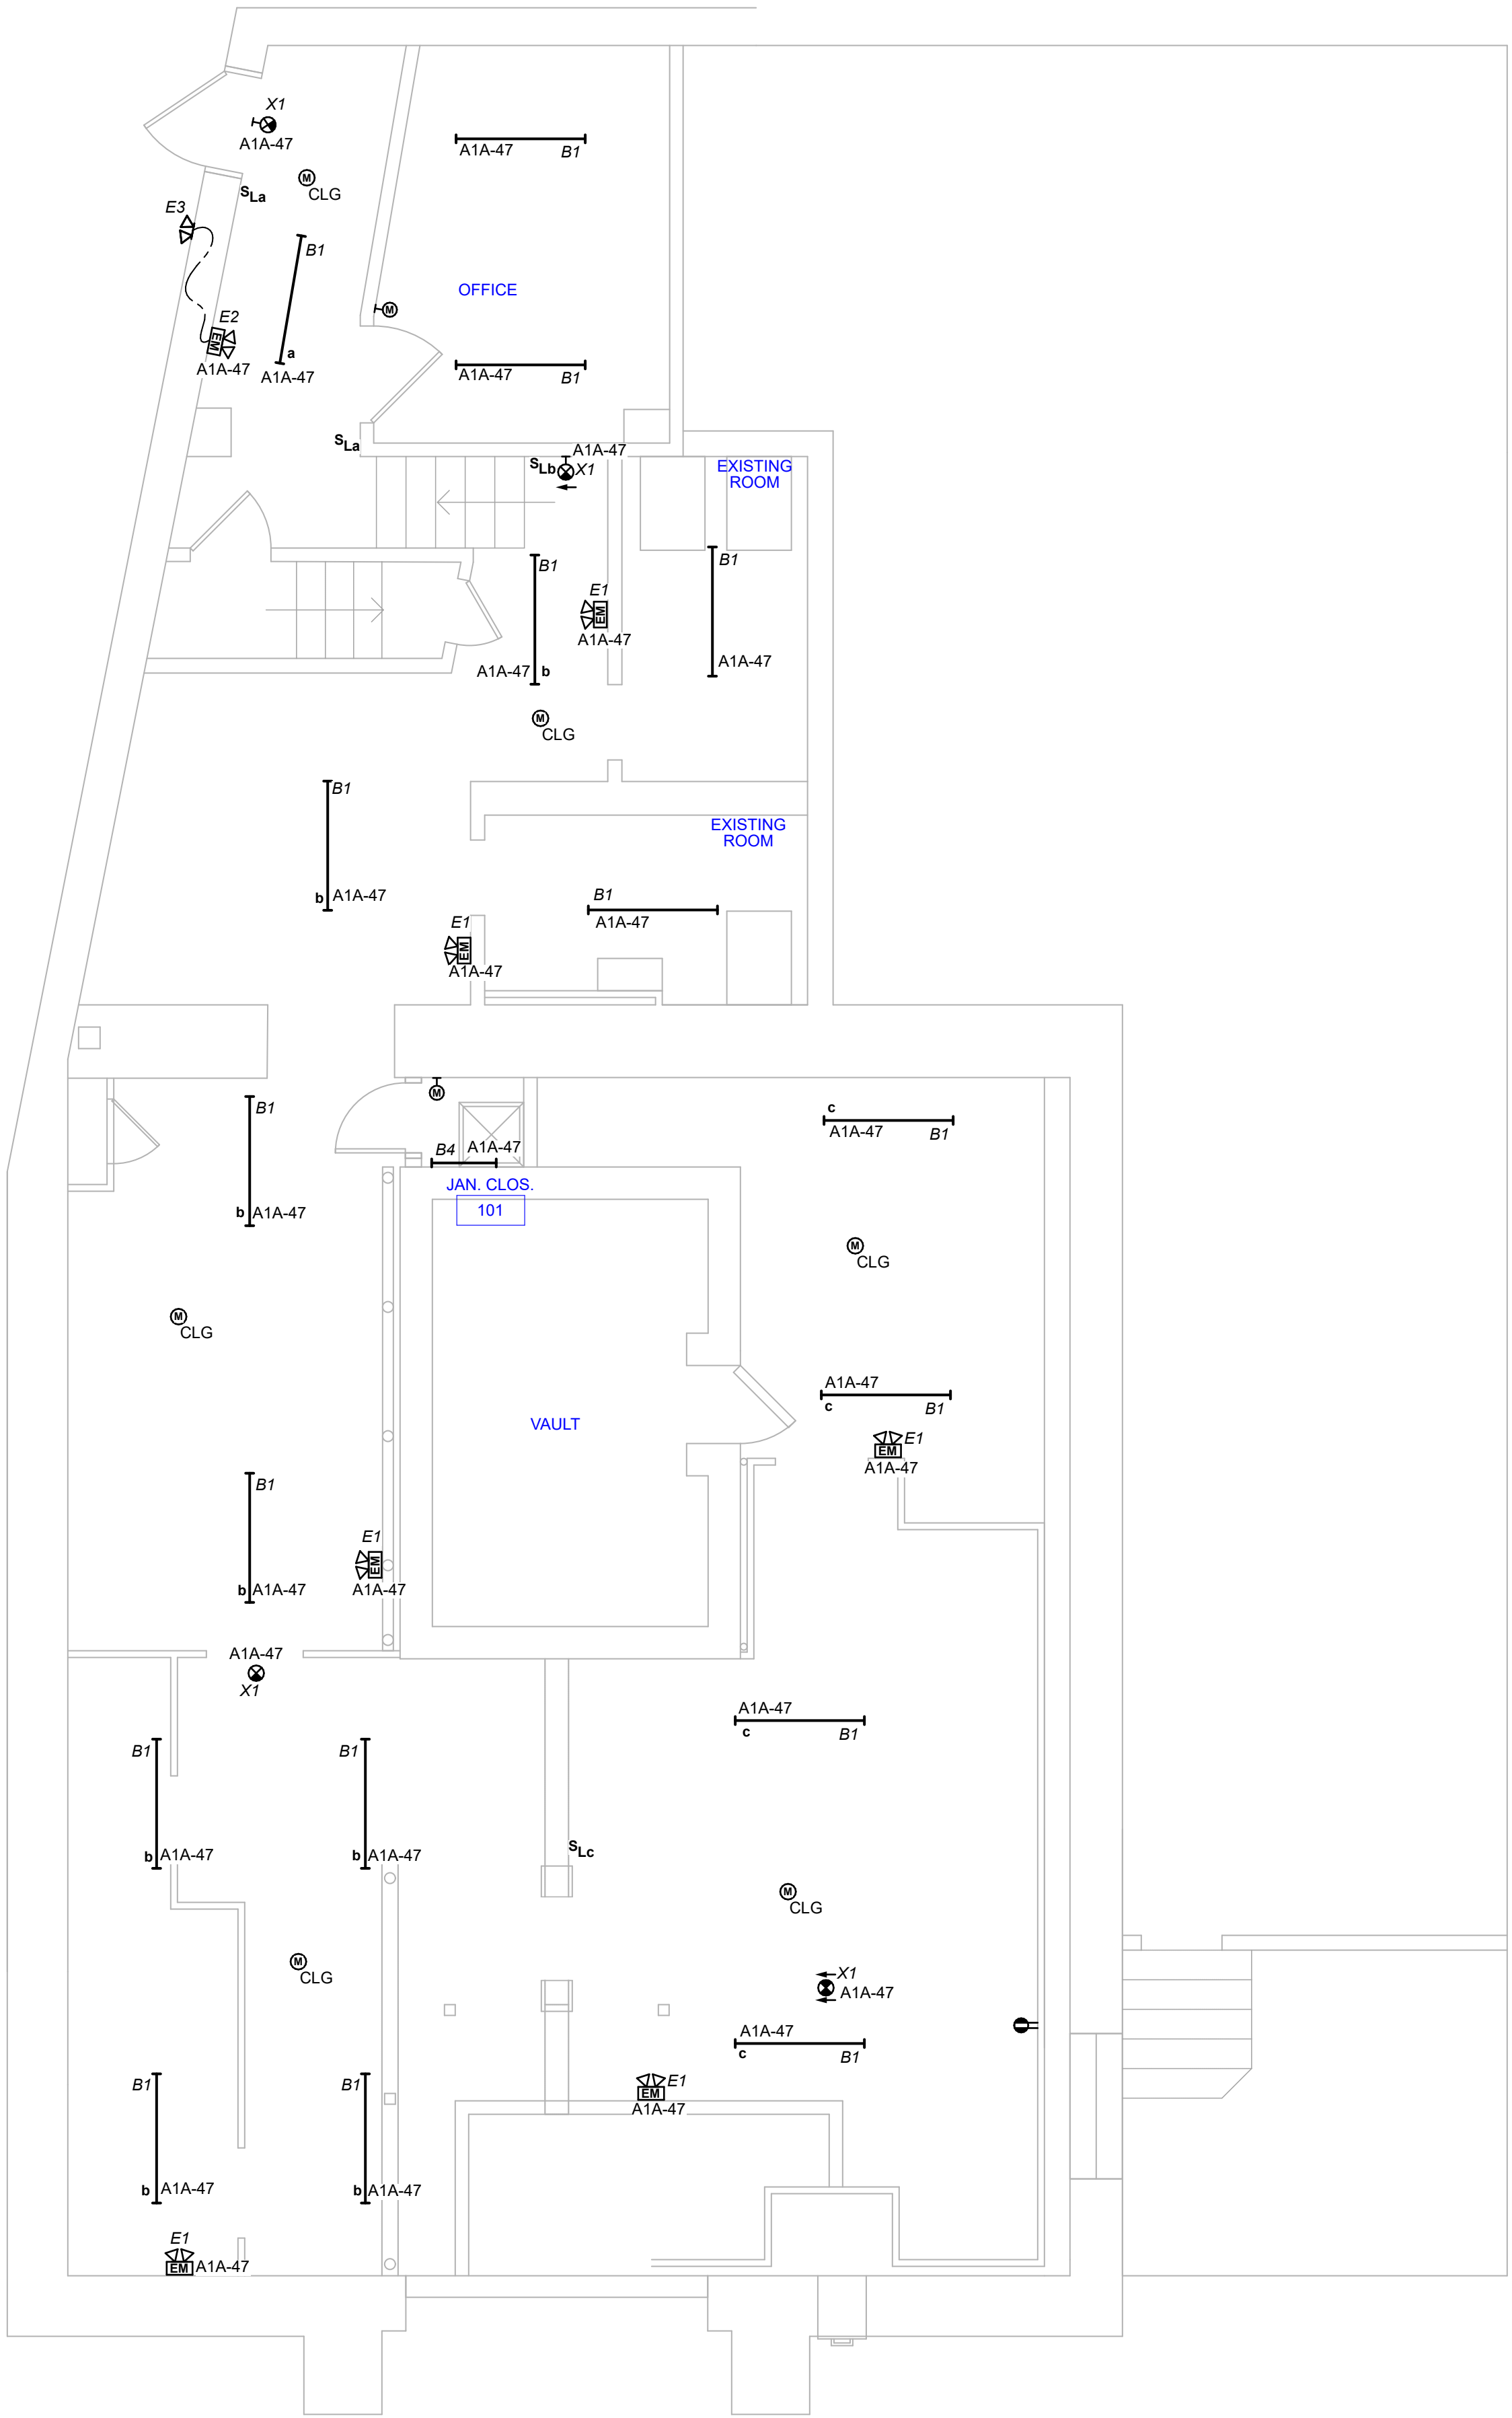 X1
A1A-47
M
CLG
SLa
E3
B1
E2
EM
A1A-47
a
A1A-47
A1A-47
B1
OFFICE
M
A1A-47
B1
SLa
A1A-47
SLb
X1
EXISTING
ROOM
B1
B1
E1
EM
A1A-47
A1A-47
A1A-47
b
M
CLG
B1
EXISTING
ROOM
b
A1A-47
B1
A1A-47
E1
EM
A1A-47
M
B1
c
A1A-47
B1
B4
A1A-47
JAN. CLOS.
101
b
A1A-47
M
CLG
M
CLG
A1A-47
c
B1
VAULT
E1
EM
A1A-47
B1
E1
EM
A1A-47
b
A1A-47
A1A-47
X1
A1A-47
c
B1
B1
B1
b
A1A-47
b
A1A-47
SLc
M
CLG
M
CLG
X1
A1A-47
A1A-47
c
B1
E1
EM
A1A-47
B1
B1
b
A1A-47
b
A1A-47
E1
EM
A1A-47